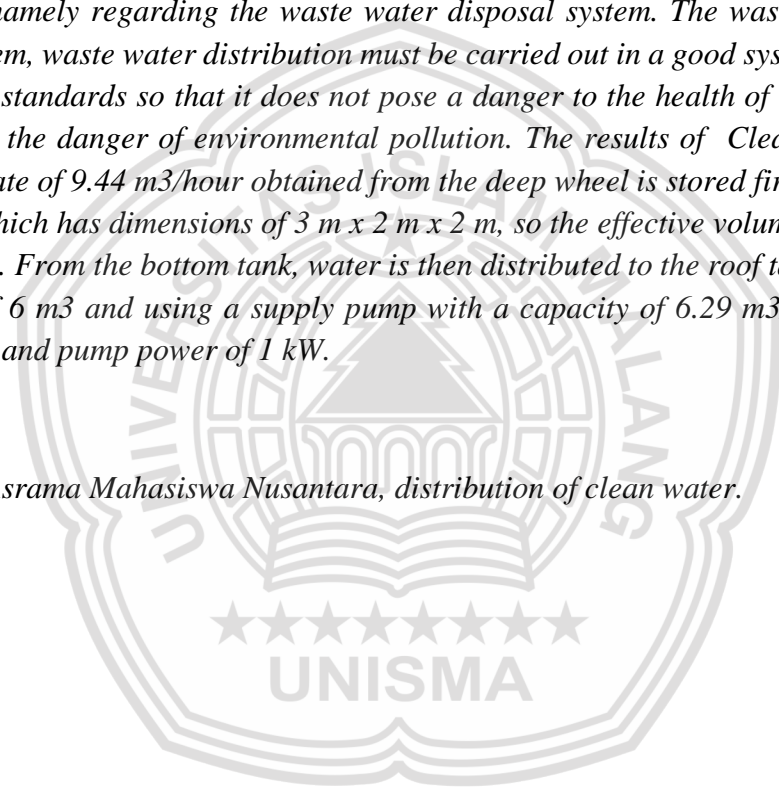 namely regarding the waste water disposal system. The was
em, waste water distribution must be carried out in a good sys
standards so that it does not pose a danger to the health of
the danger of environmental pollution. The results of Clea
ate of 9.44 m3/hour obtained from the deep wheel is stored fir
hich has dimensions of 3 m x 2 m x 2 m, so the effective volum
. From the bottom tank, water is then distributed to the roof ta
f 6 m3 and using a supply pump with a capacity of 6.29 m3
and pump power of 1 kW.
srama Mahasiswa Nusantara, distribution of clean water.
UNIVERSITAS ISLAM MALANG
UNISMA